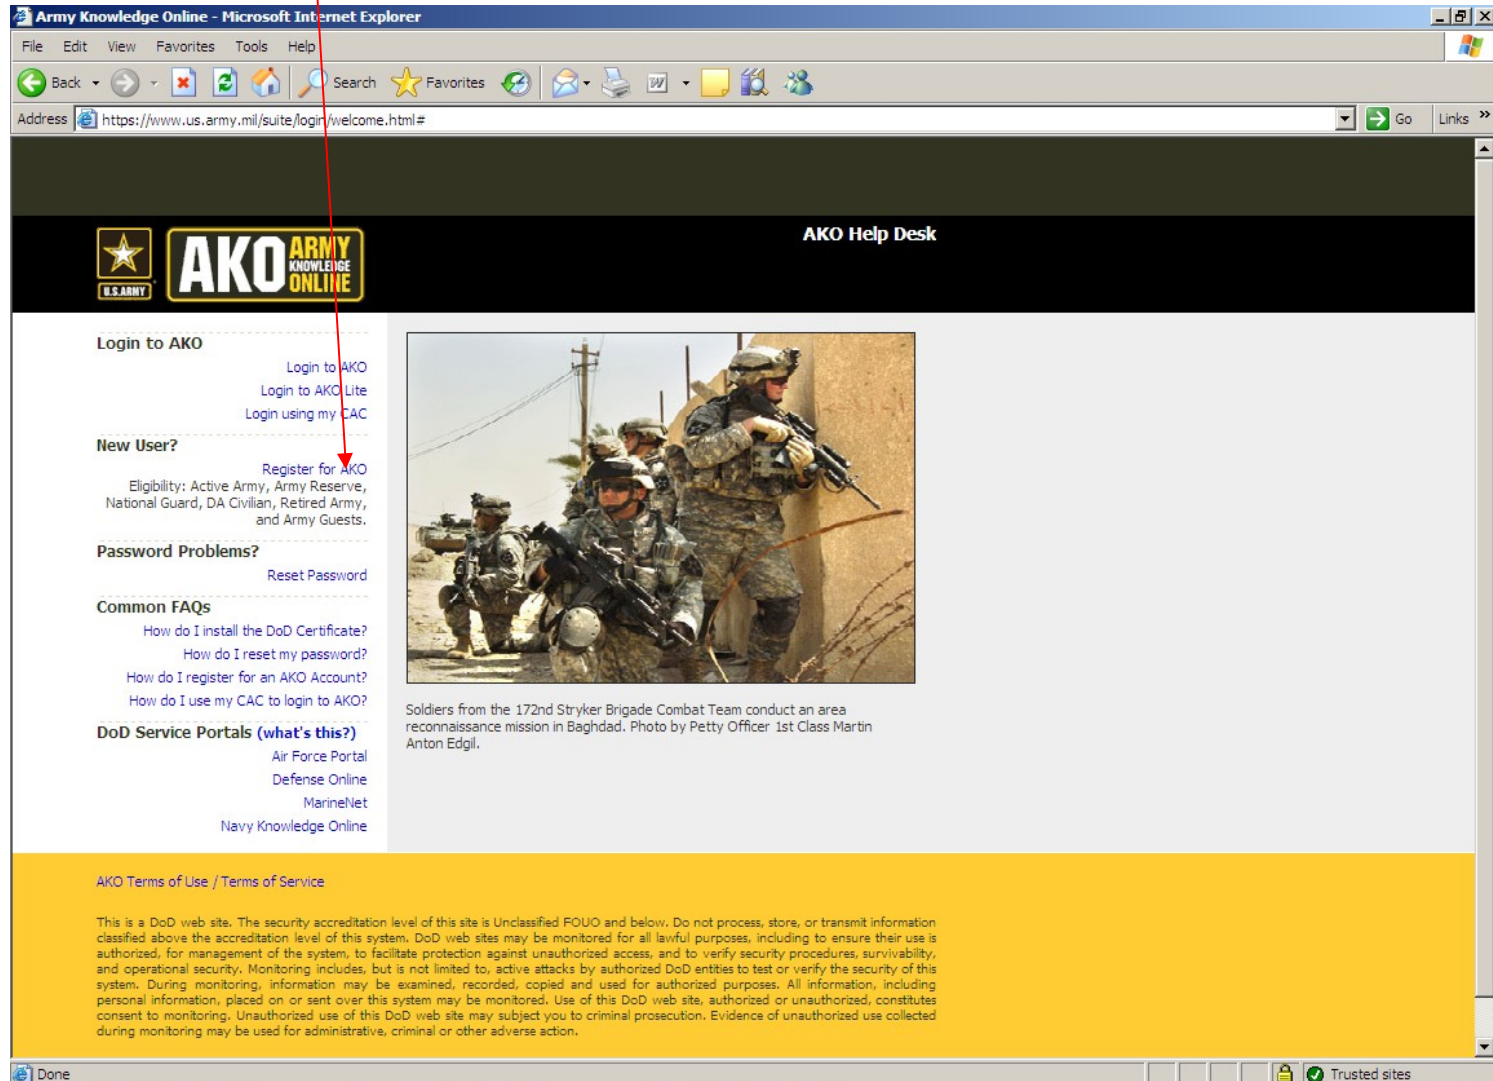 Army Knowledge Online - Microsoft Internet Explorer
File Edit View Favorites Tools Help
Back Search Favorites
Address https://www.us.army.mil/suite/login/welcome.html# Go Links »
AKO Help Desk
U.S.ARMY
AKO ARMY KNOWLEDGE ONLINE
Login to AKO
Login to AKO
Login to AKO Lite
Login using my CAC
New User?
Register for AKO
Eligibility: Active Army, Army Reserve,
National Guard, DA Civilian, Retired Army,
and Army Guests.
Password Problems?
Reset Password
Common FAQs
How do I install the DoD Certificate?
How do I reset my password?
How do I register for an AKO Account?
How do I use my CAC to login to AKO?
DoD Service Portals (what's this?)
Air Force Portal
Defense Online
MarineNet
Navy Knowledge Online
Soldiers from the 172nd Stryker Brigade Combat Team conduct an area
reconnaissance mission in Baghdad. Photo by Petty Officer 1st Class Martin
Anton Edgil.
AKO Terms of Use / Terms of Service
This is a DoD web site. The security accreditation level of this site is Unclassified FOUO and below. Do not process, store, or transmit information
classified above the accreditation level of this system. DoD web sites may be monitored for all lawful purposes, including to ensure their use is
authorized, for management of the system, to facilitate protection against unauthorized access, and to verify security procedures, survivability,
and operational security. Monitoring includes, but is not limited to, active attacks by authorized DoD entities to test or verify the security of this
system. During monitoring, information may be examined, recorded, copied and used for authorized purposes. All information, including
personal information, placed on or sent over this system may be monitored. Use of this DoD web site, authorized or unauthorized, constitutes
consent to monitoring. Unauthorized use of this DoD web site may subject you to criminal prosecution. Evidence of unauthorized use collected
during monitoring may be used for administrative, criminal or other adverse action.
Done Trusted sites